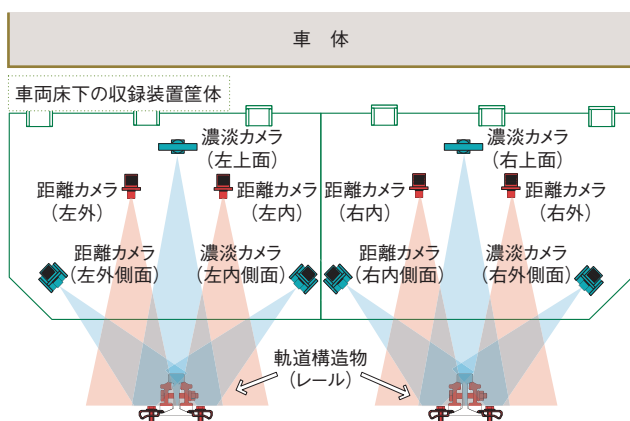 車 体
車両床下の収録装置筐体
濃淡カメラ
(左上面)
濃淡カメラ
(右上面)
距離カメラ
(左外)
距離カメラ
(左内)
距離カメラ
(右内)
距離カメラ
(右外)
距離カメラ
(左外側面)
濃淡カメラ
(左内側面)
距離カメラ
(右内側面)
濃淡カメラ
(右外側面)
軌道構造物
(レール)